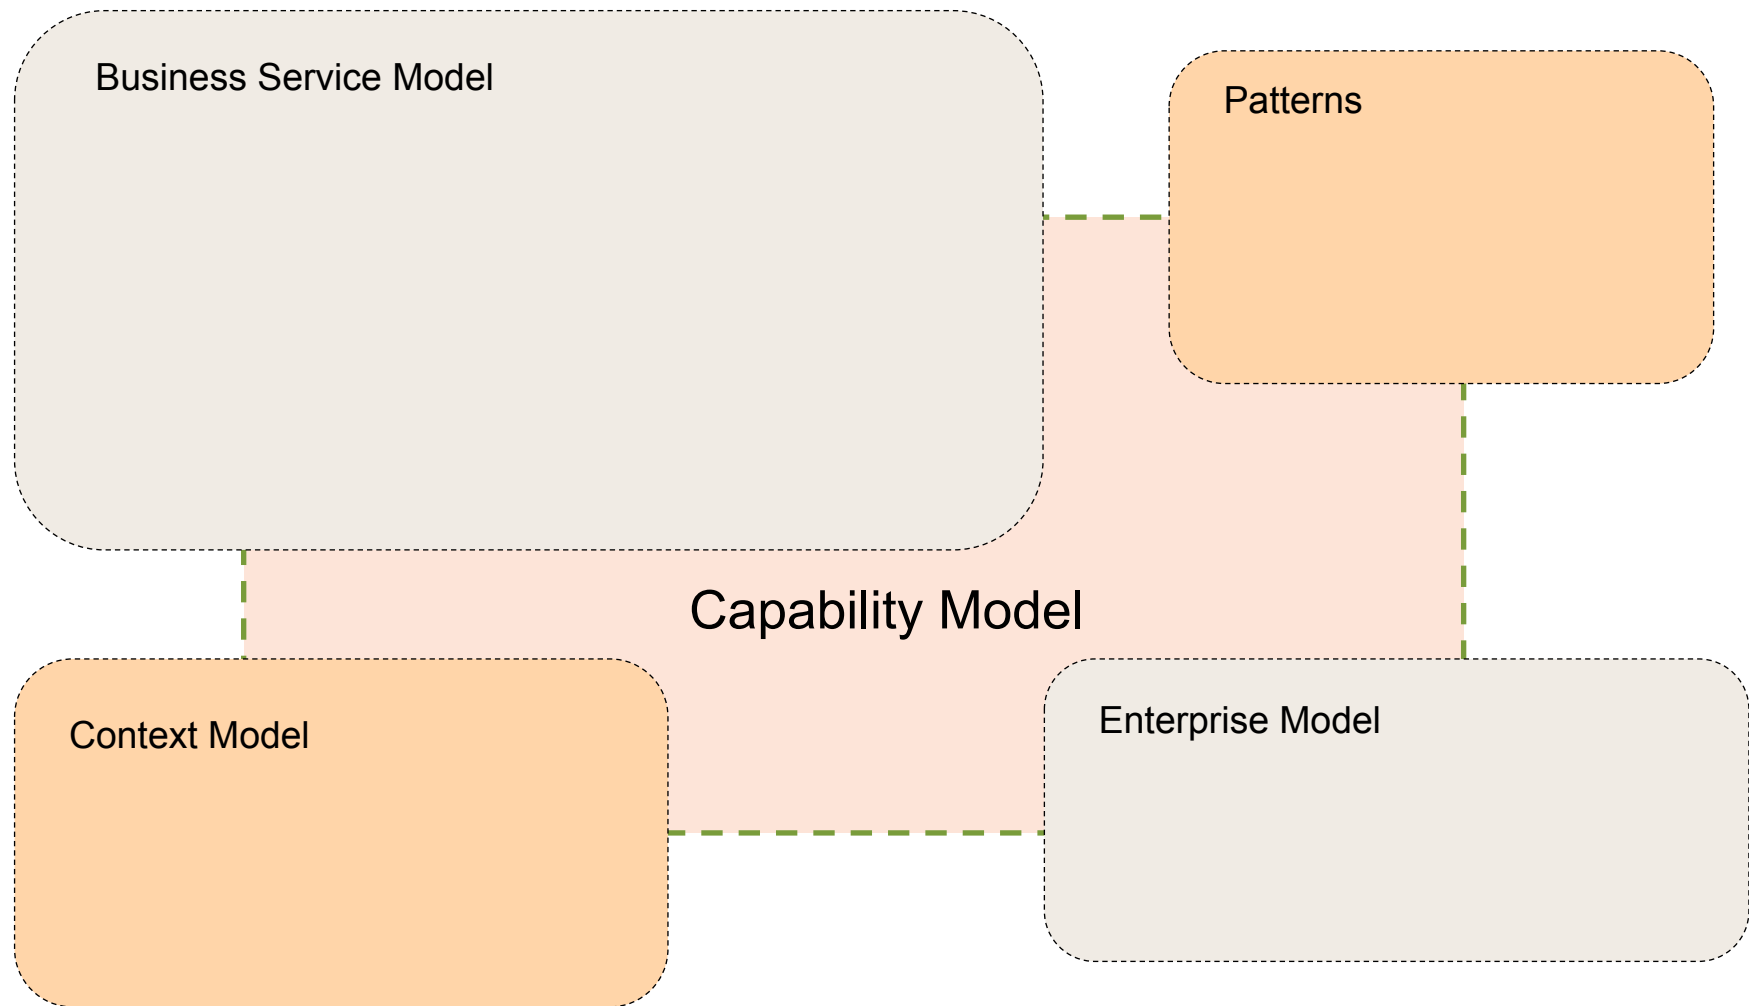 Business Service Model
Patterns
Capability Model
Context Model
Enterprise Model